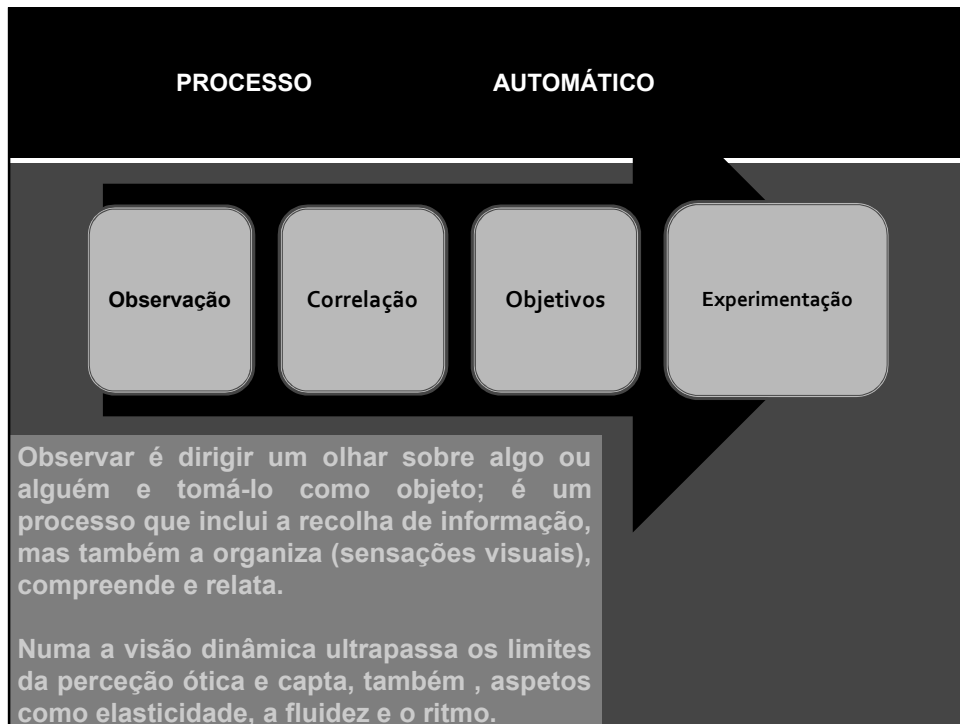 PROCESSO AUTOMÁTICO
Observação
Correlação
Objetivos
Experimentação
Observar é dirigir um olhar sobre algo ou
alguém e tomá-lo como objeto; é um
processo que inclui a recolha de informação,
mas também a organiza (sensações visuais),
compreende e relata.
Numa a visão dinâmica ultrapassa os limites
da perceção ótica e capta, também , aspetos
como elasticidade, a fluidez e o ritmo.